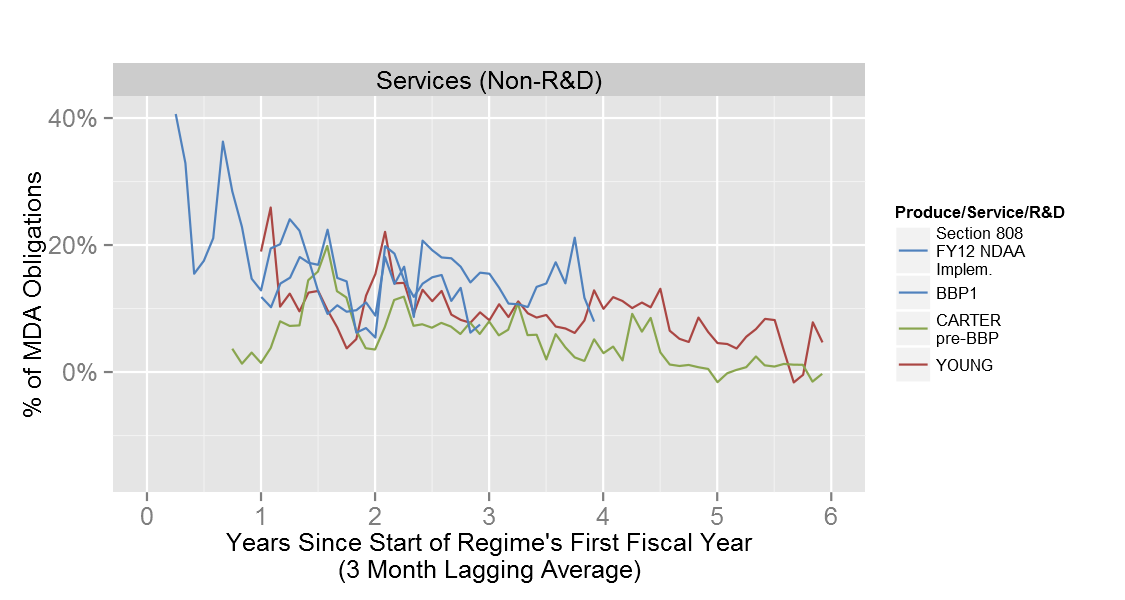 Services (Non-R&D)
40%
20%
0%
% of MDA Obligations
0 1 2 3 4 5 6
Years Since Start of Regime's First Fiscal Year
(3 Month Lagging Average)
Produce/Service/R&D
Section 808
FY12 NDAA
Implem.
BBP1
CARTER
pre-BBP
YOUNG